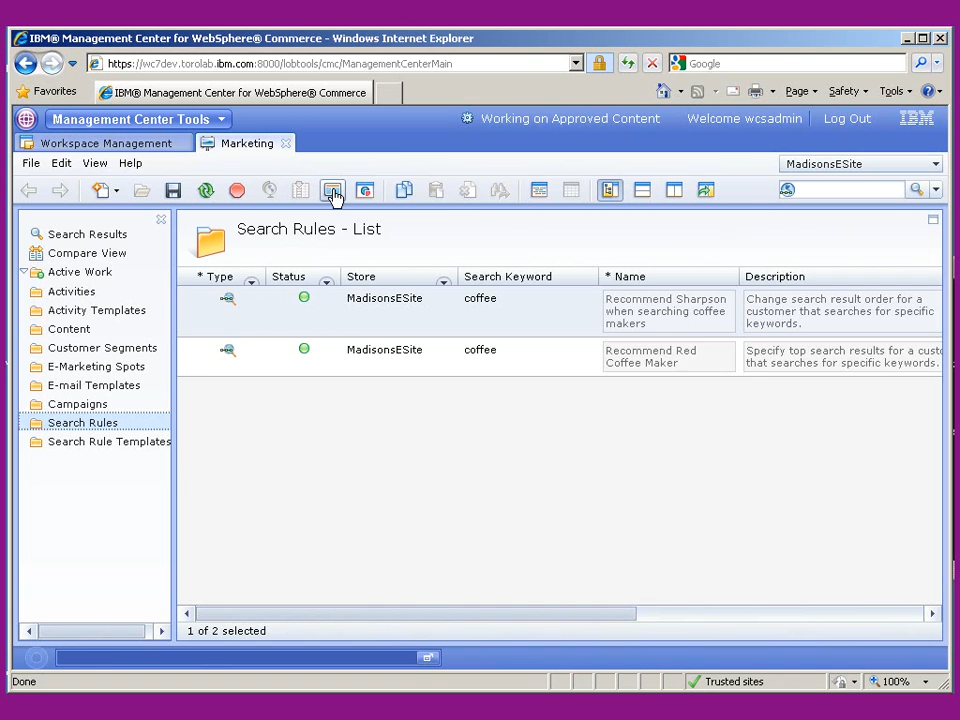 IBM® Management Center for WebSphere® Commerce - Windows Internet Explorer
https://wc7dev.torolab.ibm.com:8000/lobtools/cmc/ManagementCenterMain
Google
Favorites
IBM® Management Center for WebSphere® Commerce
Page
Safety
Tools
Management Center Tools
Working on Approved Content
Welcome wcsadmin
Log Out
IBM
Workspace Management
Marketing
File Edit View Help
MadisonsESite
Search Results
Compare View
Active Work
Activities
Activity Templates
Content
Customer Segments
E-Marketing Spots
E-mail Templates
Campaigns
Search Rules
Search Rule Templates
Search Rules - List
* Type Status Store Search Keyword * Name Description
MadisonsESite coffee
Recommend Sharpson
when searching coffee
makers
Change search result order for a
customer that searches for specific
keywords.
MadisonsESite coffee
Recommend Red
Coffee Maker
Specify top search results for a custo
that searches for specific keywords.
1 of 2 selected
Done
Trusted sites
100%